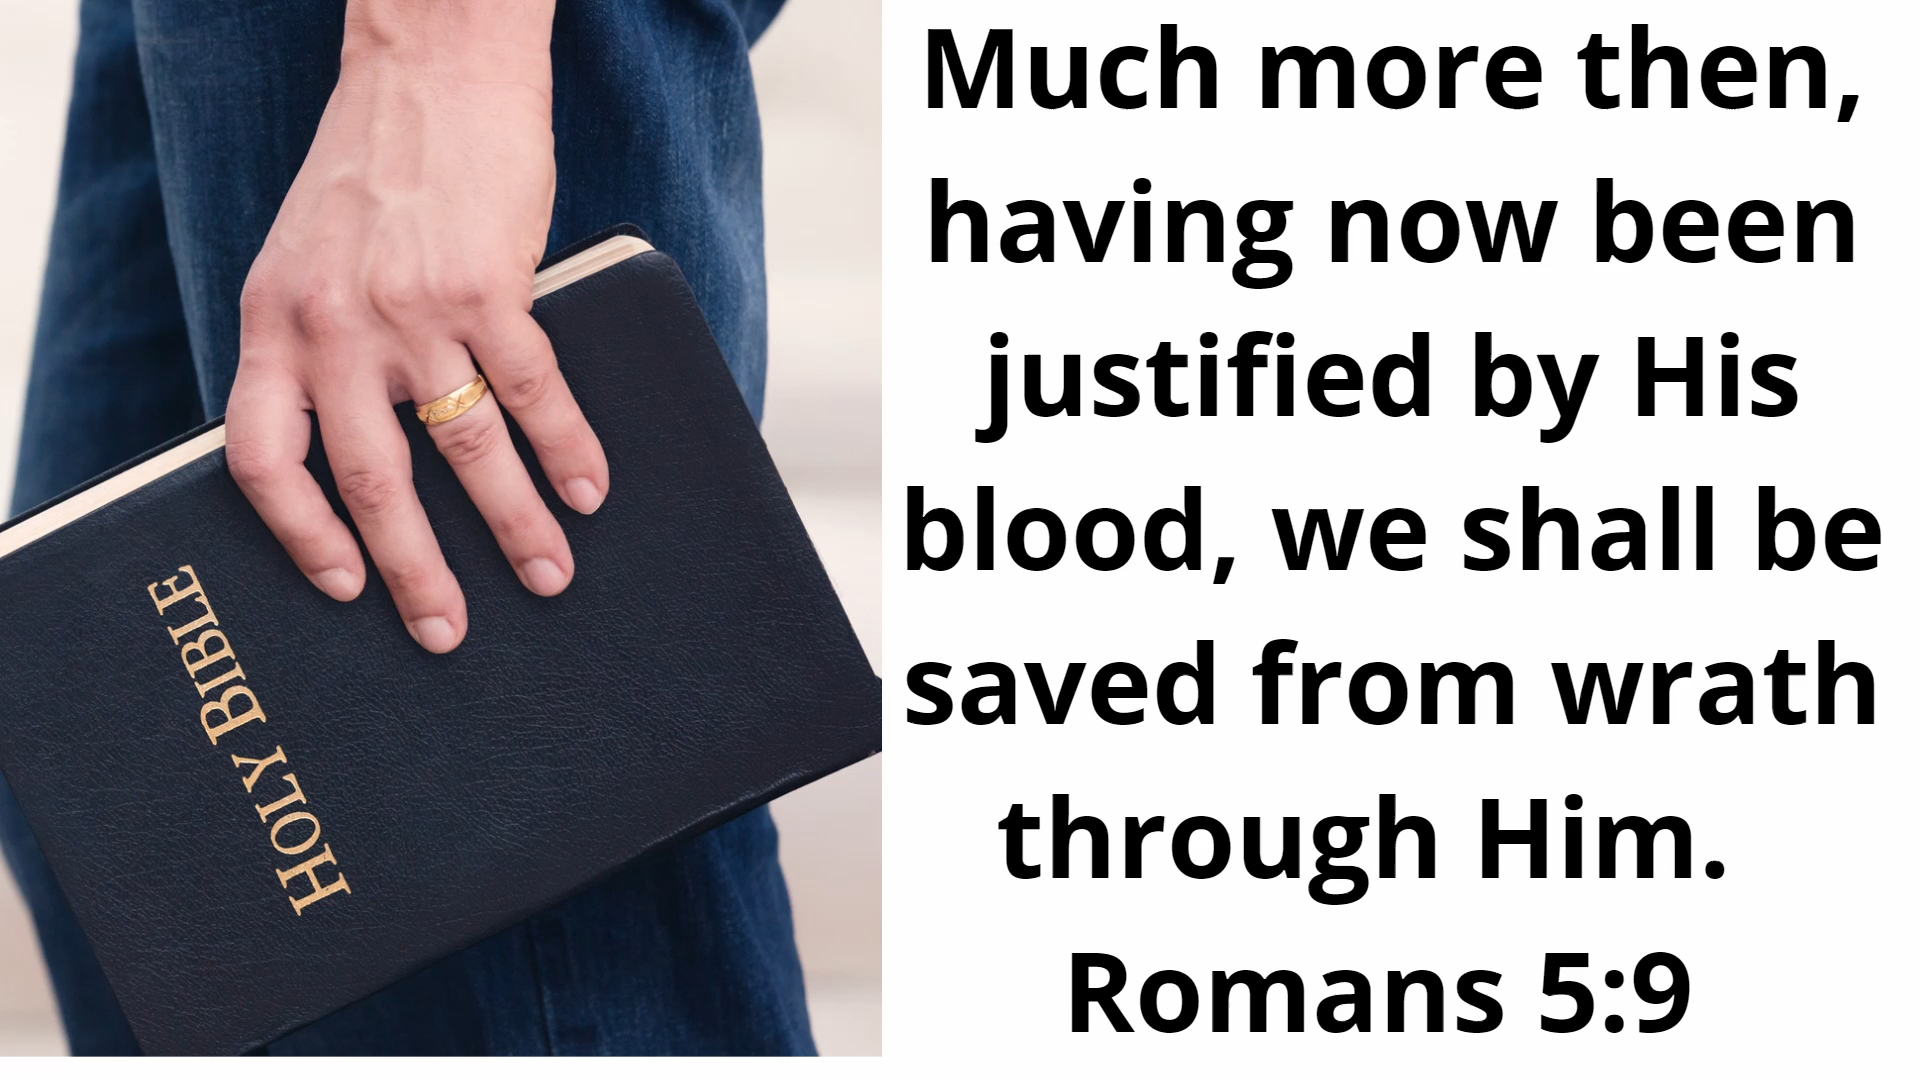 HOLY BIBLE
Much more then,
having now been
justified by His
blood, we shall be
saved from wrath
through Him.
Romans 5:9